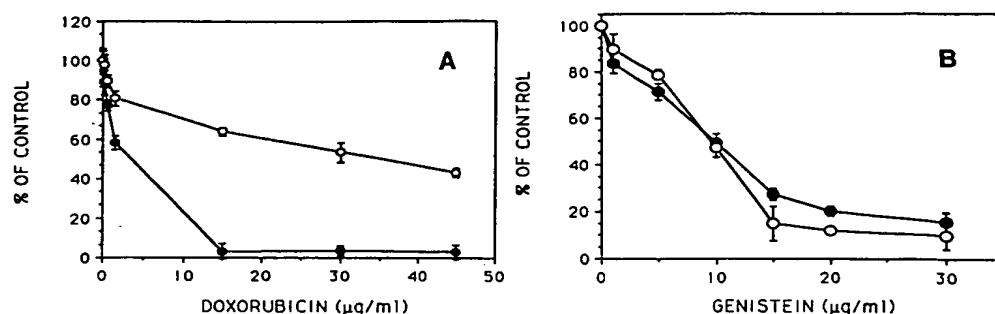 120
100
80
60
40
20
0
% OF CONTROL
A
0 10 20 30 40 50
DOXORUBICIN (µg/ml)
100
80
60
40
20
0
% OF CONTROL
B
0 10 20 30
GENISTEIN (µg/ml)